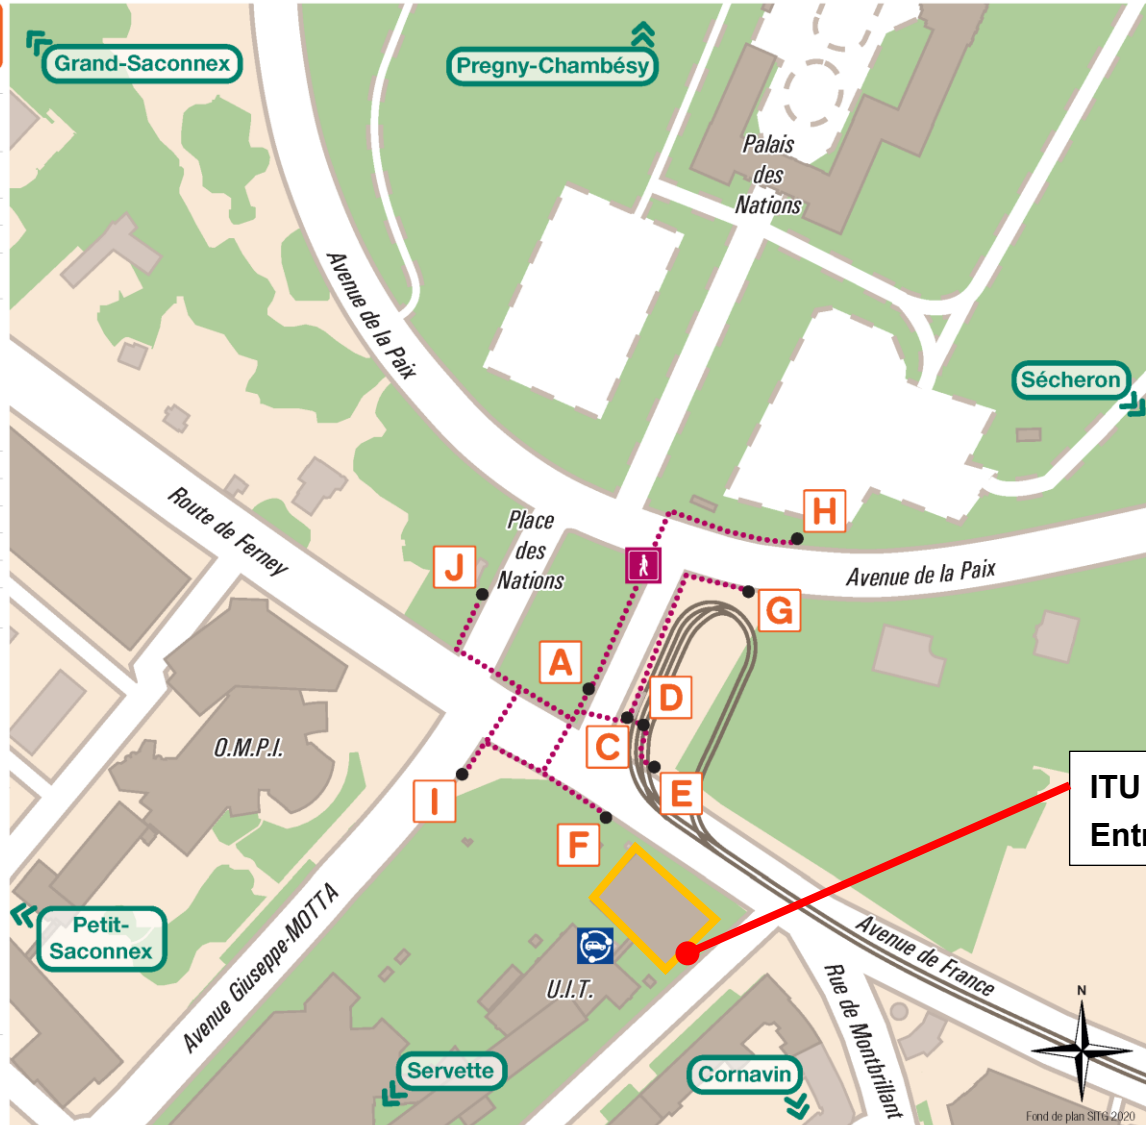 Grand-Saconnex
Pregny-Chambésy
Palais
des
Nations
Avenue de la Paix
Sécheron
Route de Ferney
Place
des
Nations
H
J
Avenue de la Paix
G
A
D
C
O.M.P.I.
I
E
ITU
F
Petit-
Saconnex
Avenue Giuseppe-MOTTA
U.I.T.
Avenue de France
Rue de Montbrillant
N
Servette
Cornavin
Fond de plan SITG 2020